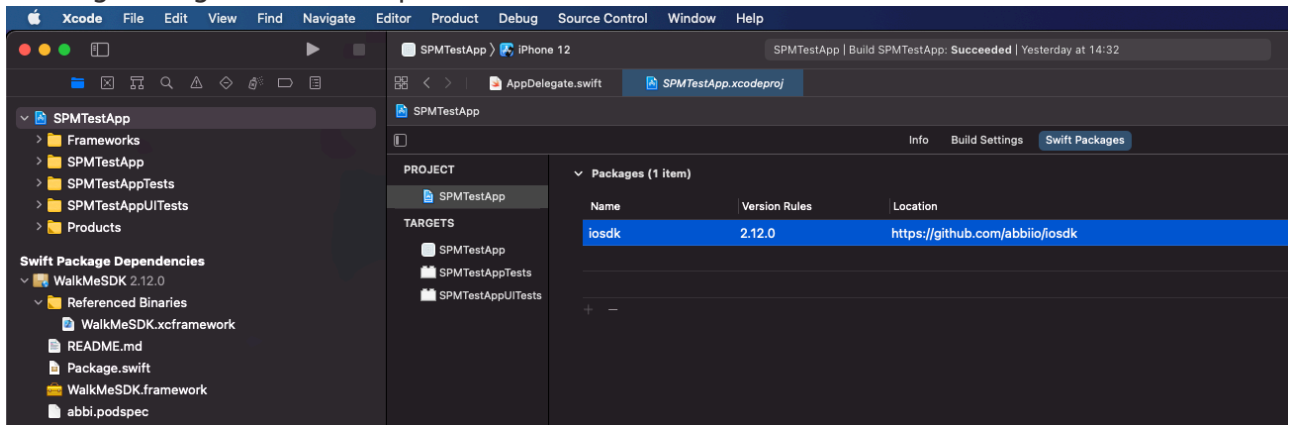 Xcode File Edit View Find Navigate Editor Product Debug Source Control Window Help
SPMTestApp 〉 iPhone 12
SPMTestApp | Build SPMTestApp: Succeeded | Yesterday at 14:32
AppDelegate.swift
SPMTestApp.xcodeproj
SPMTestApp
Frameworks
SPMTestApp
SPMTestAppTests
SPMTestAppUITests
Products
Swift Package Dependencies
WalkMeSDK 2.12.0
Referenced Binaries
WalkMeSDK.xcframework
README.md
Package.swift
WalkMeSDK.framework
abbi.podspec
SPMTestApp
Info Build Settings Swift Packages
PROJECT
SPMTestApp
TARGETS
SPMTestApp
SPMTestAppTests
SPMTestAppUITests
Packages (1 item)
Name Version Rules Location
iosdk 2.12.0 https://github.com/abbiio/iosdk
+ −